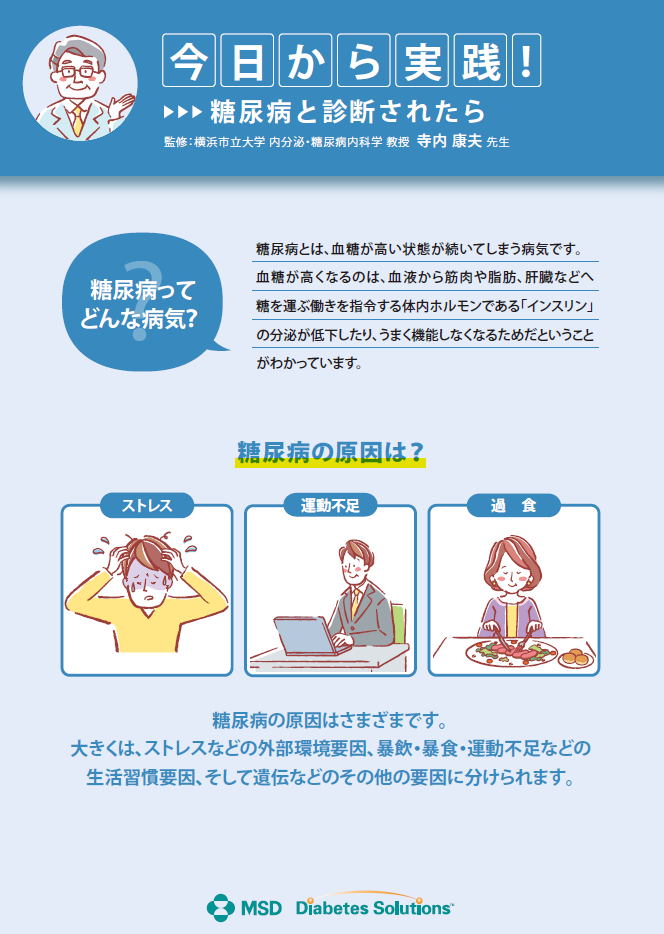 今日から実践!
糖尿病と診断されたら
監修:横浜市立大学 内分泌・糖尿病内科学 教授 寺内 康夫 先生
?
糖尿病って
どんな病気?
糖尿病とは、血糖が高い状態が続いてしまう病気です。
血糖が高くなるのは、血液から筋肉や脂肪、肝臓などへ
糖を運ぶ働きを指令する体内ホルモンである「インスリン」
の分泌が低下したり、うまく機能しなくなるためだということ
がわかっています。
糖尿病の原因は?
ストレス
運動不足
過 食
糖尿病の原因はさまざまです。
大きくは、ストレスなどの外部環境要因、暴飲・暴食・運動不足などの
生活習慣要因、そして遺伝などのその他の要因に分けられます。
MSD Diabetes Solutions™